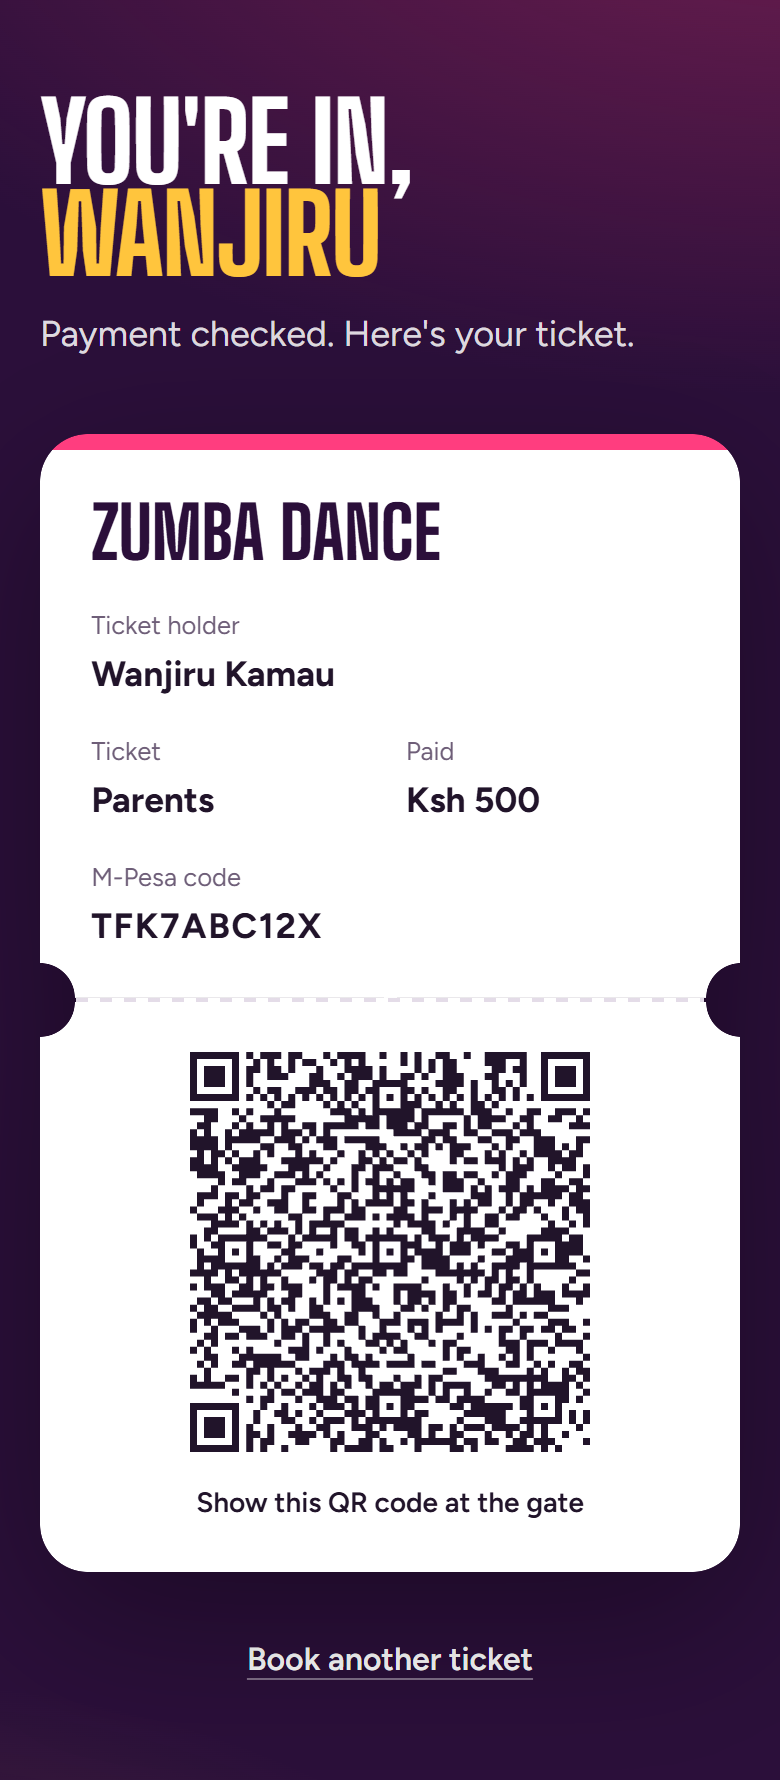 YOU'RE IN,
WANJIRU
Payment checked. Here's your ticket.
ZUMBA DANCE
Ticket holder
Wanjiru Kamau
Ticket Paid
Parents Ksh 500
M-Pesa code
TFK7ABC12X
Show this QR code at the gate
Book another ticket